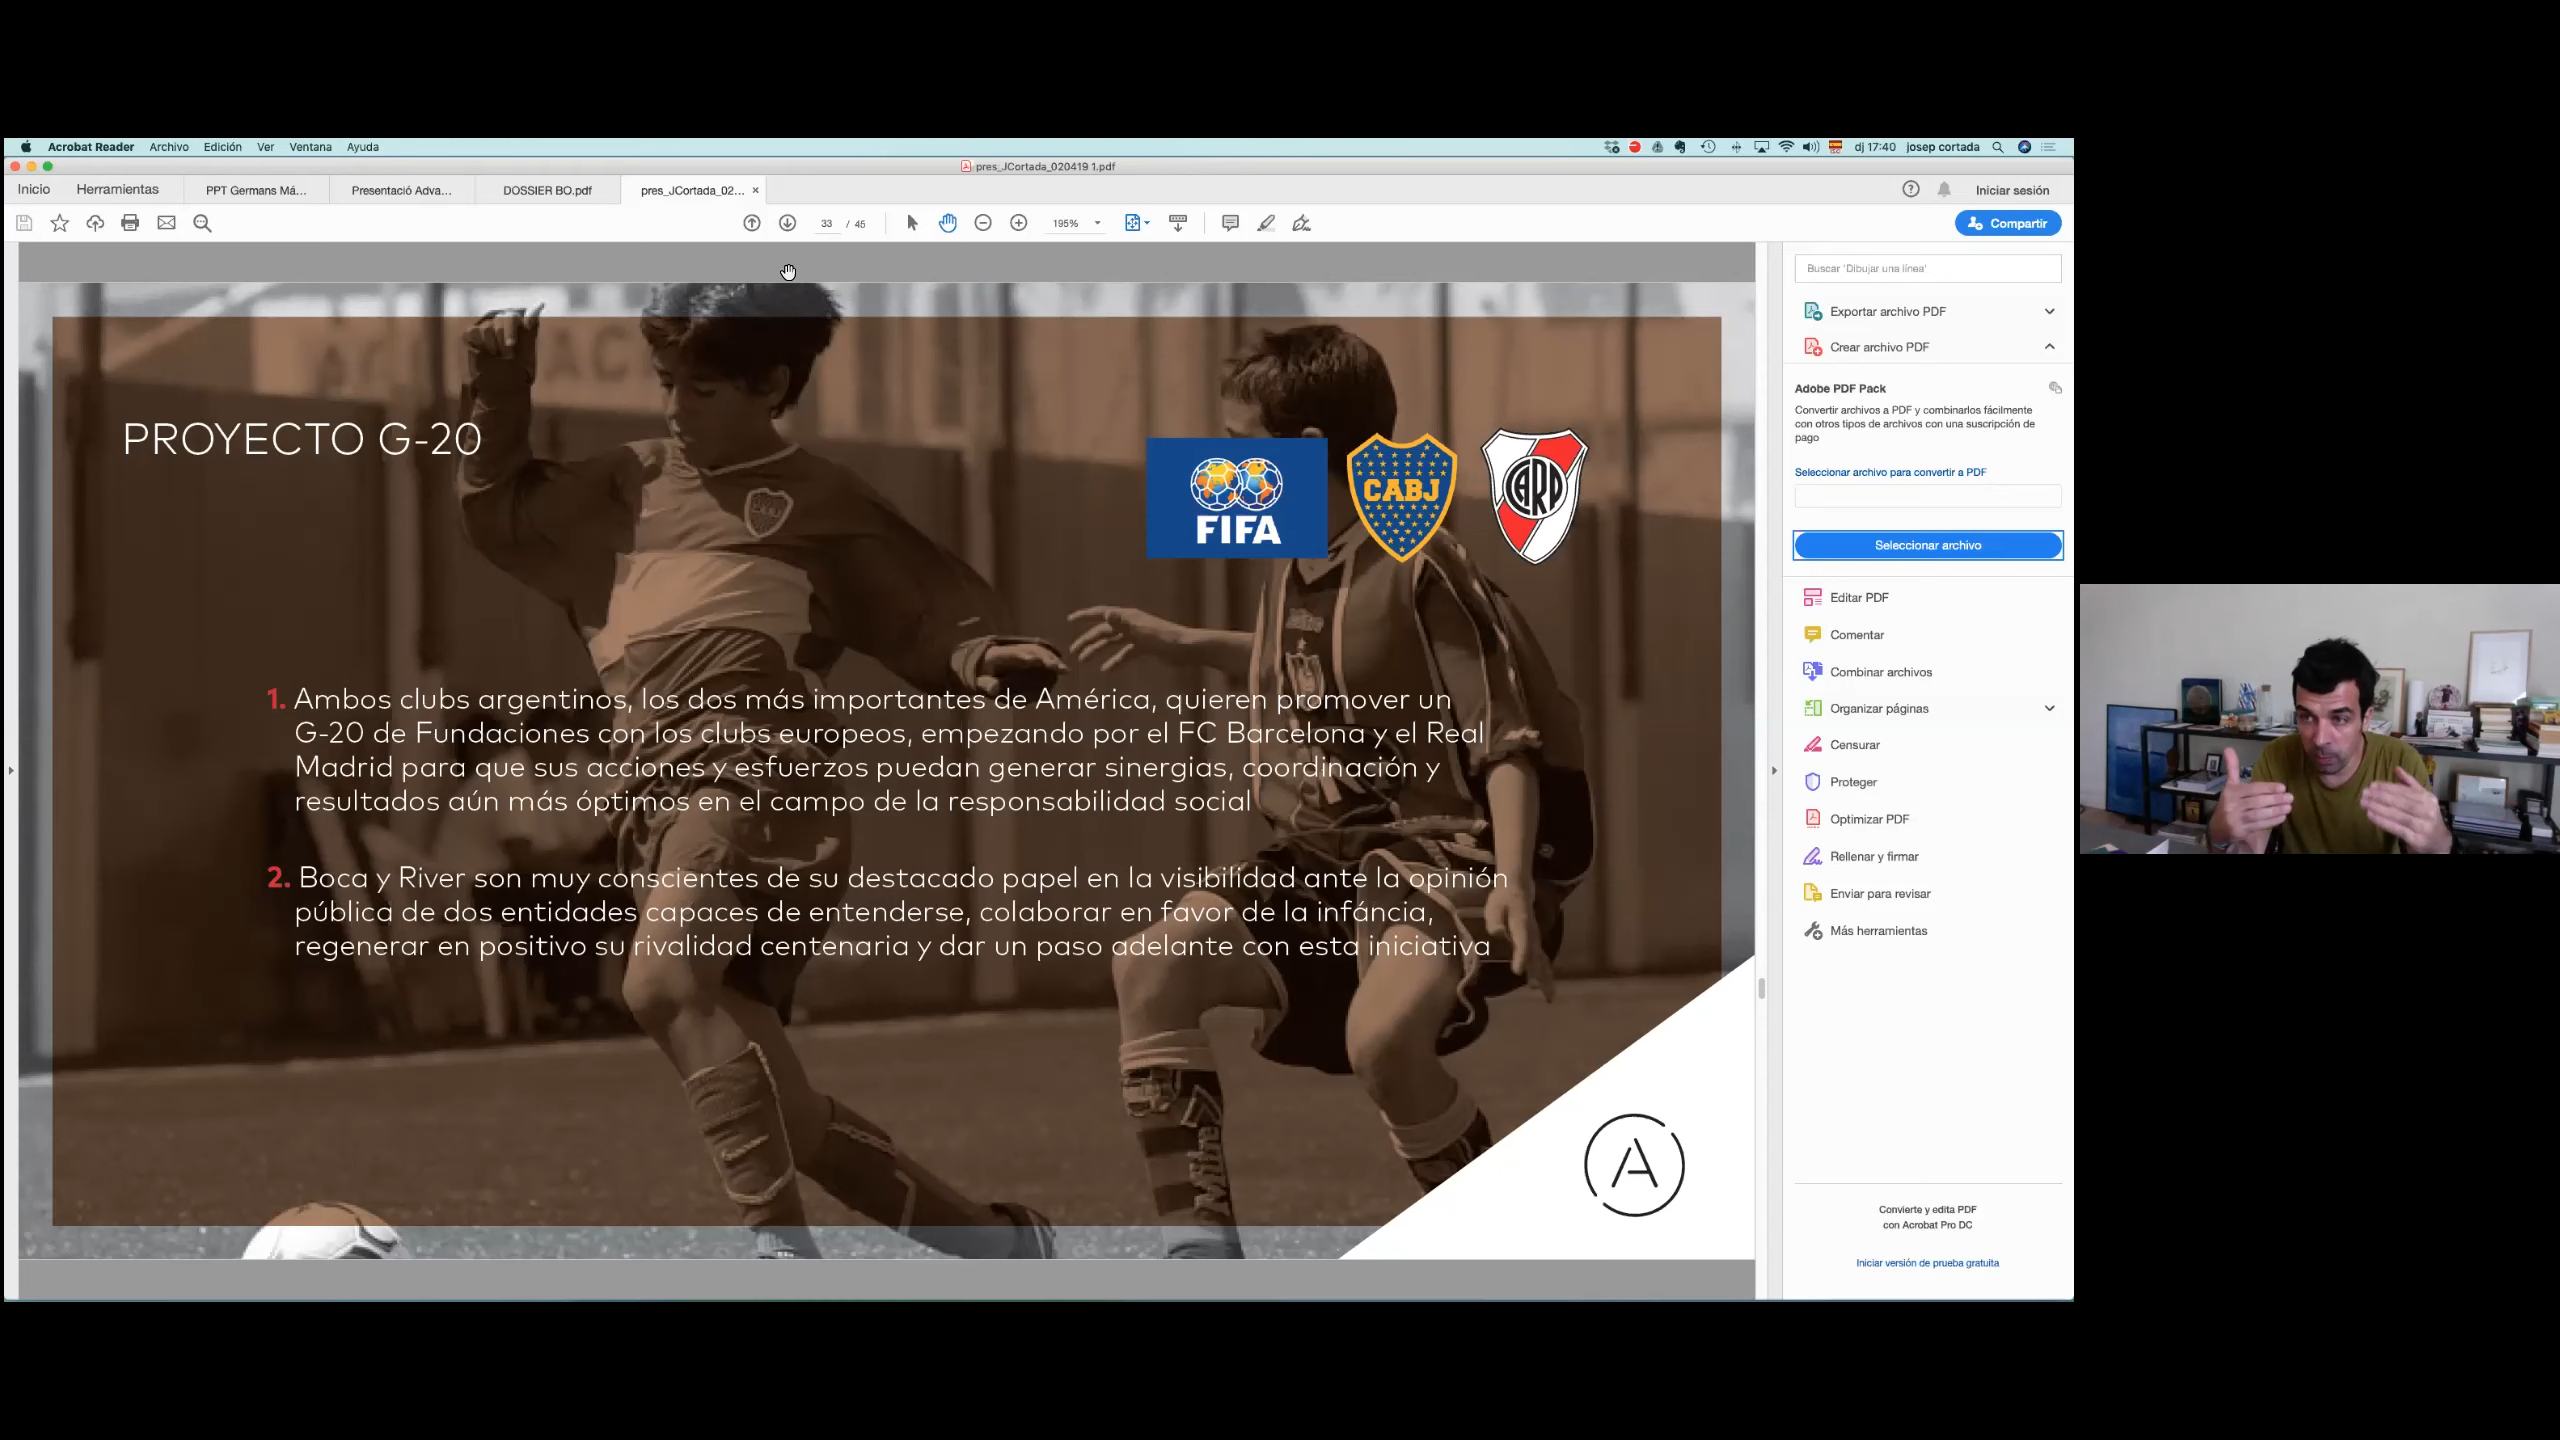 Acrobat Reader Archivo Edición Ver Ventana Ayuda
dj 17:40 josep cortada
pres_JCortada_020419 1.pdf
Inicio Herramientas PPT Germans Má... Presentació Adva... DOSSIER BO.pdf pres_JCortada_02... × Iniciar sesión
33 / 45 195% Compartir
Buscar 'Dibujar una línea'
Exportar archivo PDF
Crear archivo PDF
Adobe PDF Pack
Convertir archivos a PDF y combinarlos fácilmente
con otros tipos de archivos con una suscripción de
pago
Seleccionar archivo para convertir a PDF
Seleccionar archivo
Editar PDF
Comentar
Combinar archivos
Organizar páginas
Censurar
Proteger
Optimizar PDF
Rellenar y firmar
Enviar para revisar
Más herramientas
Convierte y edita PDF
con Acrobat Pro DC
Iniciar versión de prueba gratuita
PROYECTO G-20
FIFA
CABJ
CARP
1. Ambos clubs argentinos, los dos más importantes de América, quieren promover un
G-20 de Fundaciones con los clubs europeos, empezando por el FC Barcelona y el Real
Madrid para que sus acciones y esfuerzos puedan generar sinergias, coordinación y
resultados aún más óptimos en el campo de la responsabilidad social
2. Boca y River son muy conscientes de su destacado papel en la visibilidad ante la opinión
pública de dos entidades capaces de entenderse, colaborar en favor de la infáncia,
regenerar en positivo su rivalidad centenaria y dar un paso adelante con esta iniciativa
Mitre
A